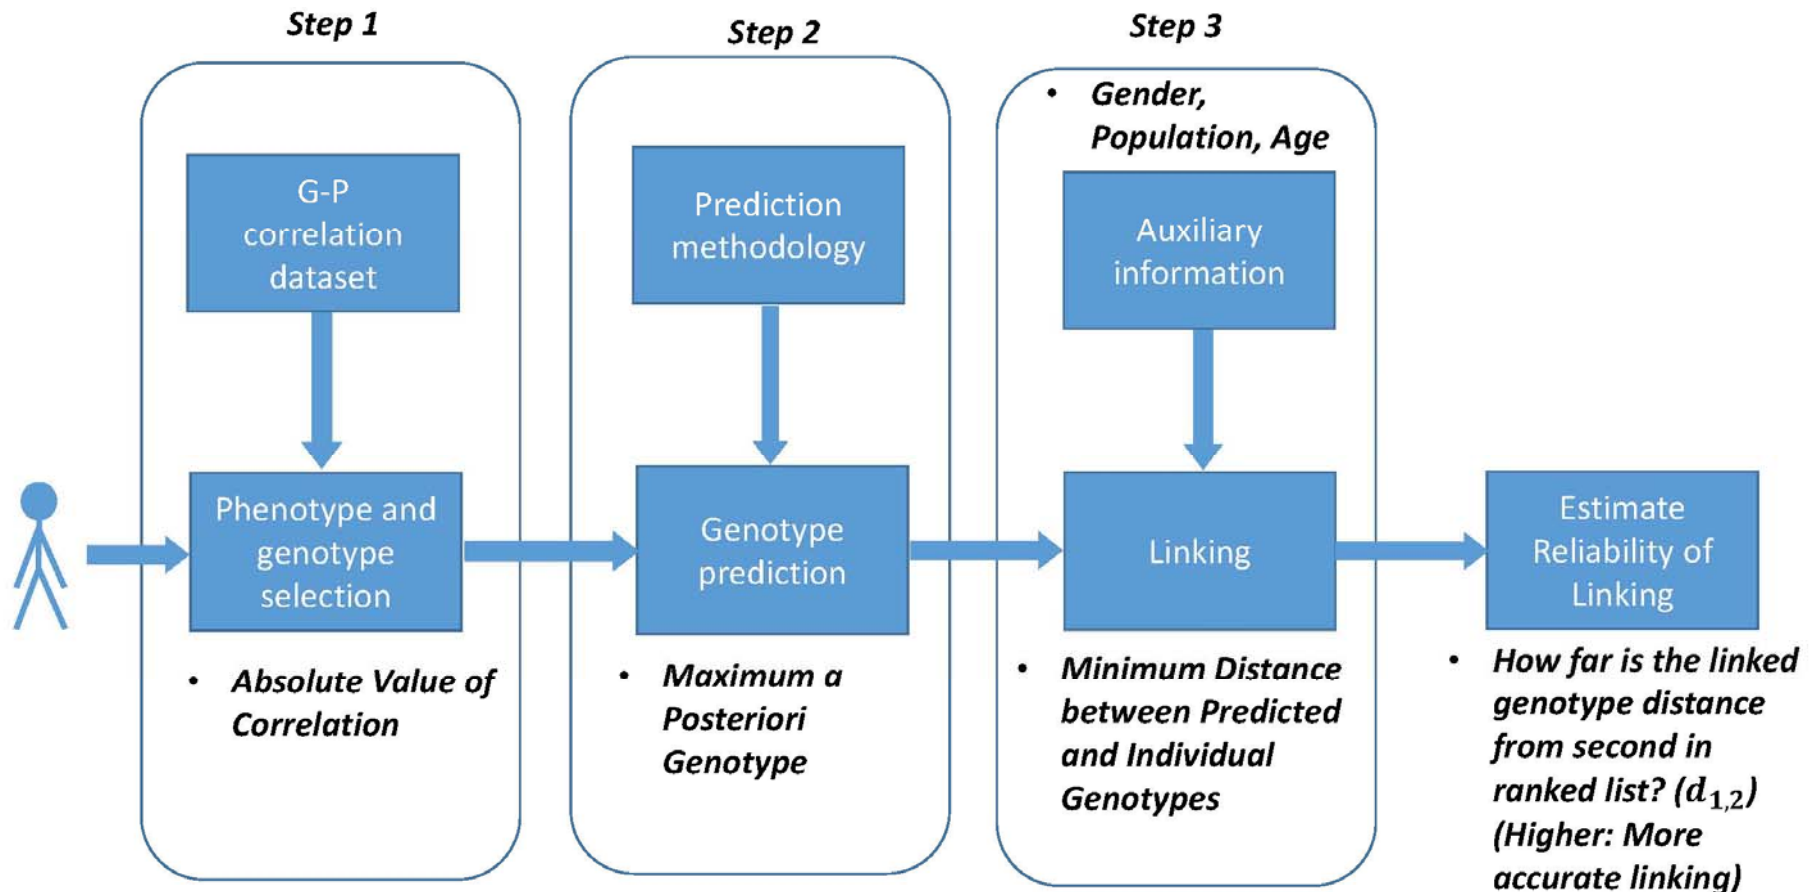 Step 1
G-P
correlation
dataset
Phenotype and
genotype
selection
• Absolute Value of
Correlation
Step 2
Prediction
methodology
Genotype
prediction
• Maximum a
Posteriori
Genotype
Step 3
• Gender,
Population, Age
Auxiliary
information
Linking
• Minimum Distance
between Predicted
and Individual
Genotypes
Estimate
Reliability of
Linking
• How far is the linked
genotype distance
from second in
ranked list? (d₁,₂)
(Higher: More
accurate linking)